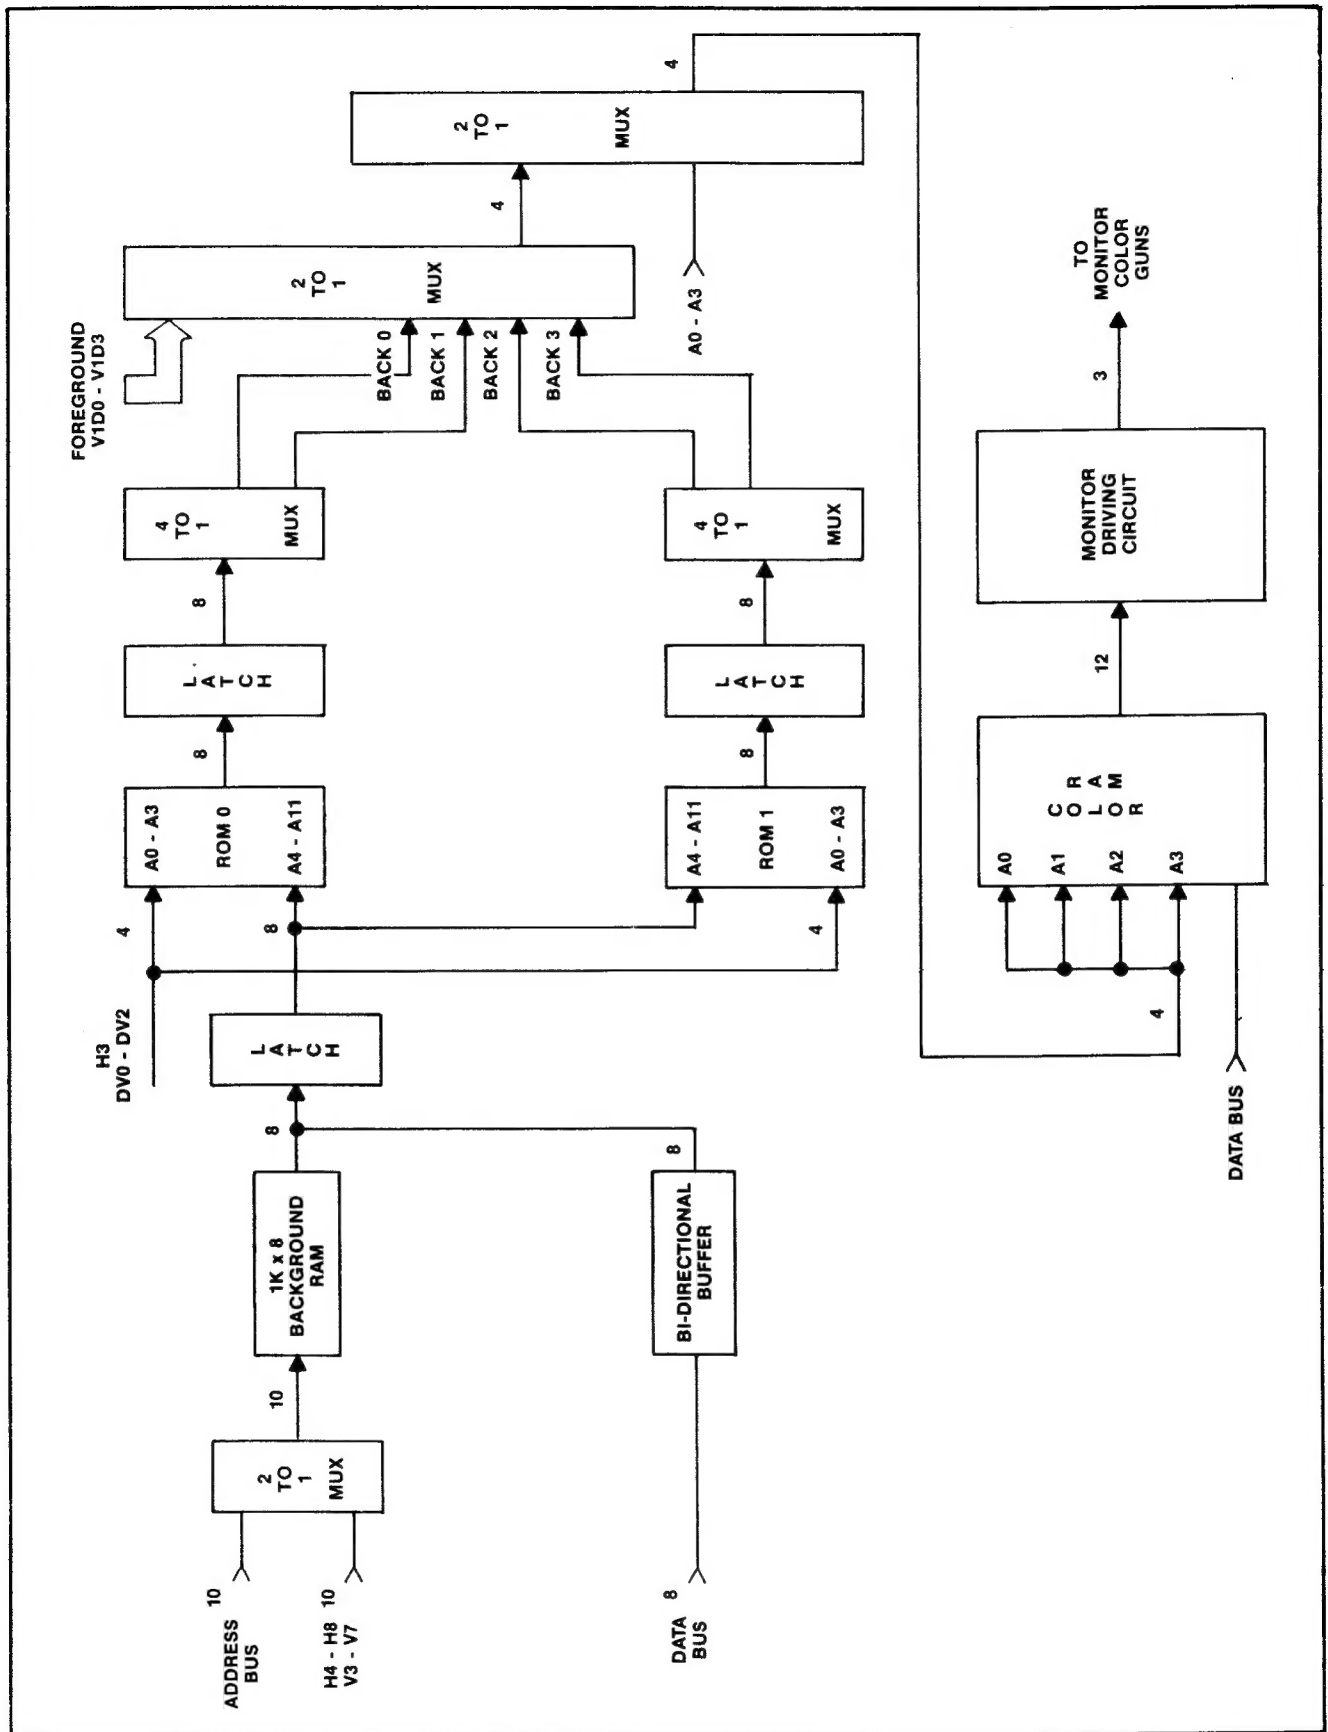 ADDRESS
BUS
10
H4 - H8
V3 - V7
10
2
TO
1
MUX
10
1K x 8
BACKGROUND
RAM
8
DATA
BUS
8
BI-DIRECTIONAL
BUFFER
8
LATCH
H3
DV0 - DV2
4
8
4
A0 - A3
ROM 0
A4 - A11
A4 - A11
ROM 1
A0 - A3
8
8
LATCH
LATCH
8
8
4
TO
1
MUX
4
TO
1
MUX
FOREGROUND
V1D0 - V1D3
BACK 0
BACK 1
BACK 2
BACK 3
2
TO
1
MUX
4
A0 - A3
2
TO
1
MUX
4
DATA BUS
4
A0
A1
A2
A3
COLOR
RAM
12
MONITOR
DRIVING
CIRCUIT
3
TO
MONITOR
COLOR
GUNS